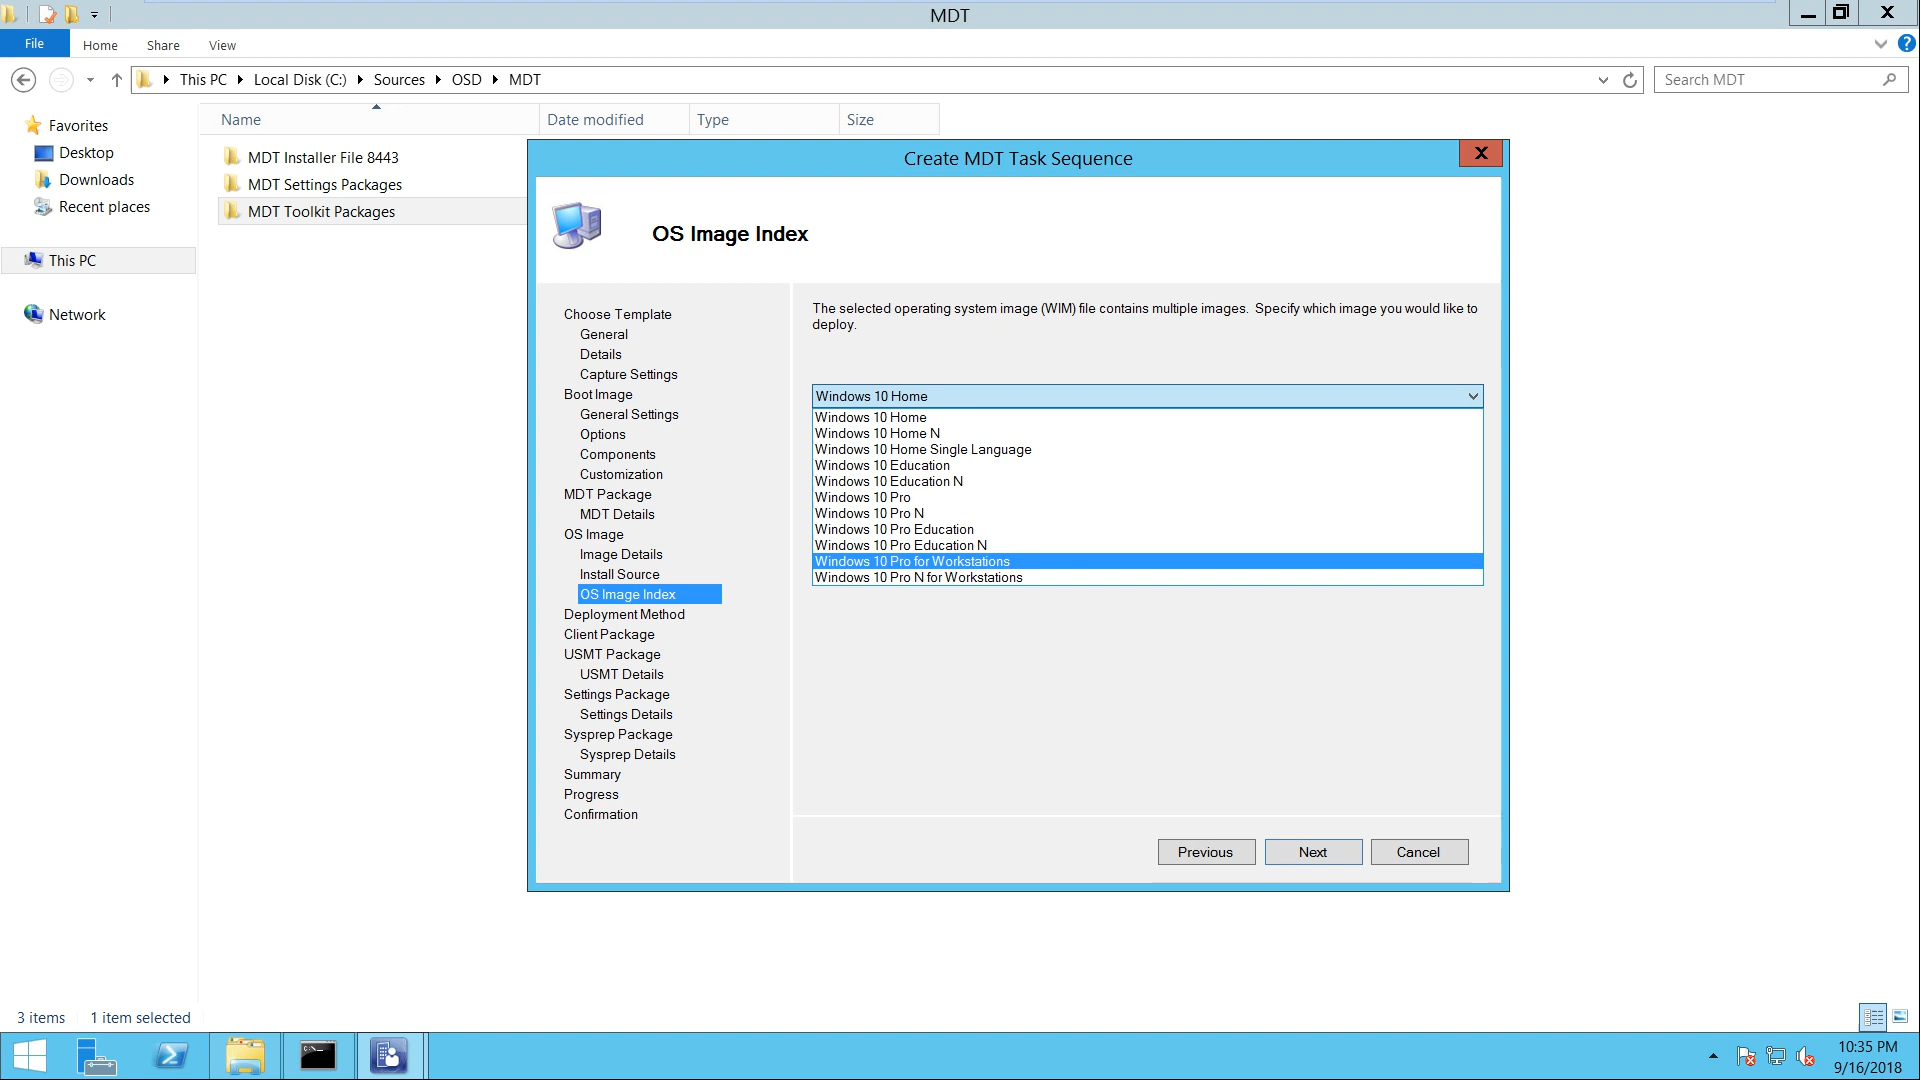 MDT
File
Home
Share
View
This PC
Local Disk (C:)
Sources
OSD
MDT
Search MDT
Name
Date modified
Type
Size
Favorites
Desktop
Downloads
Recent places
This PC
Network
MDT Installer File 8443
MDT Settings Packages
MDT Toolkit Packages
Create MDT Task Sequence
X
OS Image Index
Choose Template
General
Details
Capture Settings
Boot Image
General Settings
Options
Components
Customization
MDT Package
MDT Details
OS Image
Image Details
Install Source
OS Image Index
Deployment Method
Client Package
USMT Package
USMT Details
Settings Package
Settings Details
Sysprep Package
Sysprep Details
Summary
Progress
Confirmation
The selected operating system image (WIM) file contains multiple images. Specify which image you would like to
deploy.
Windows 10 Home
Windows 10 Home
Windows 10 Home N
Windows 10 Home Single Language
Windows 10 Education
Windows 10 Education N
Windows 10 Pro
Windows 10 Pro N
Windows 10 Pro Education
Windows 10 Pro Education N
Windows 10 Pro for Workstations
Windows 10 Pro N for Workstations
Previous
Next
Cancel
3 items
1 item selected
10:35 PM
9/16/2018